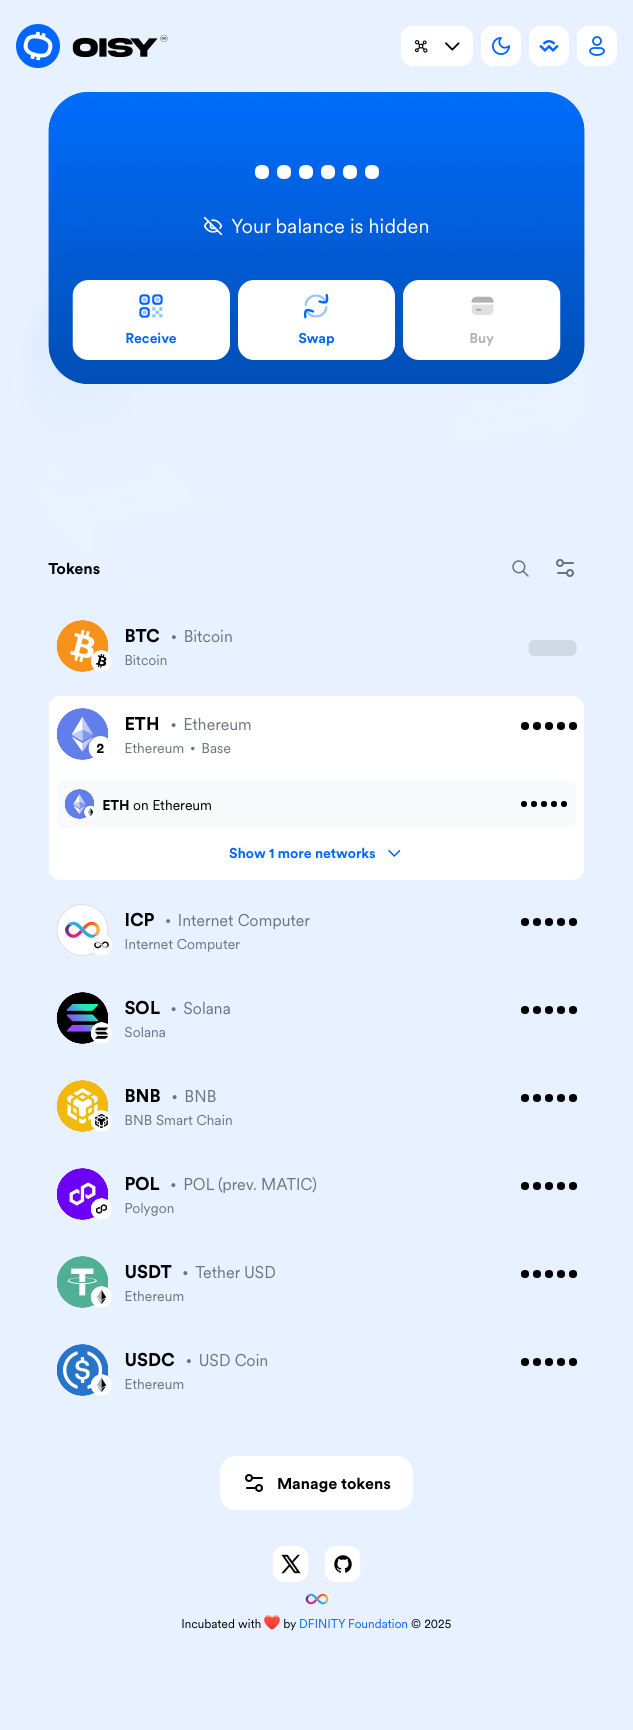 OISY
Your balance is hidden
Receive
Swap
Buy
Tokens
BTC • Bitcoin
Bitcoin
ETH • Ethereum
2
Ethereum • Base
ETH on Ethereum
Show 1 more networks
ICP • Internet Computer
Internet Computer
SOL • Solana
Solana
BNB • BNB
BNB Smart Chain
POL • POL (prev. MATIC)
Polygon
USDT • Tether USD
Ethereum
USDC • USD Coin
Ethereum
Manage tokens
Incubated with ❤️ by DFINITY Foundation © 2025